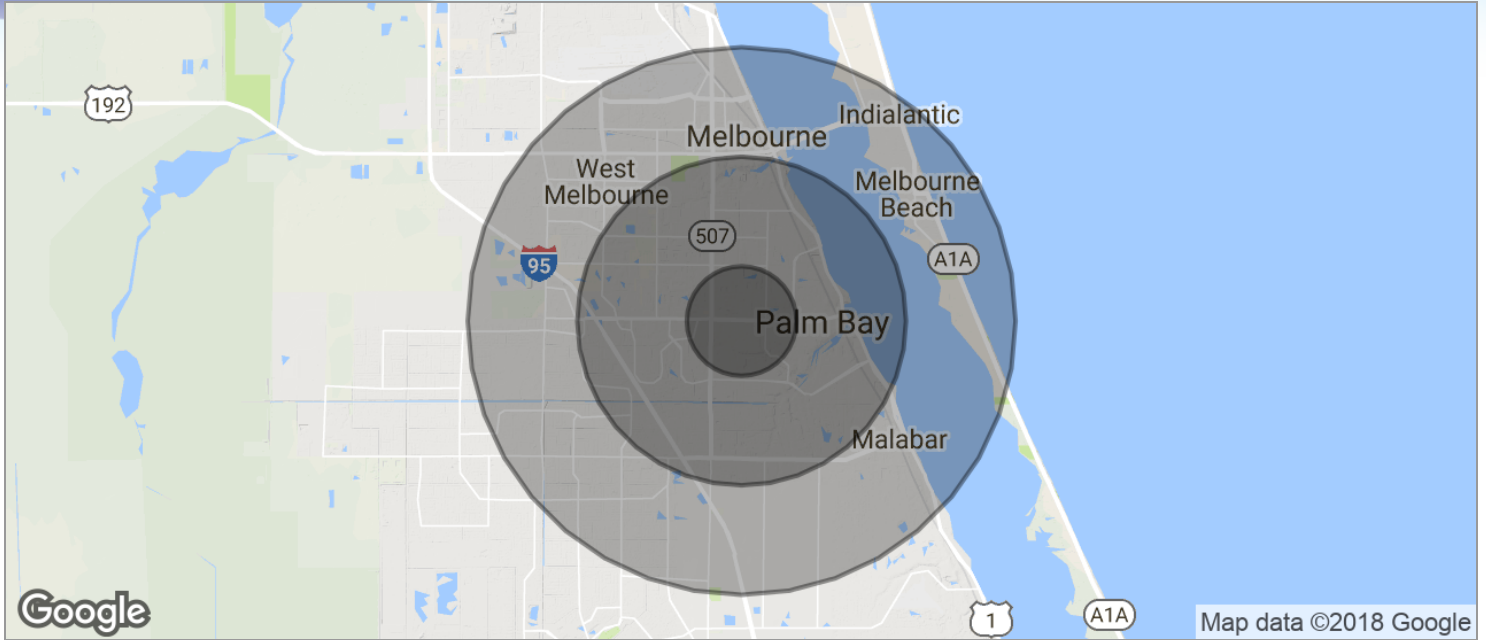 192
Indialantic
Melbourne
West
Melbourne
Melbourne
Beach
507
A1A
95
Palm Bay
Malabar
Google
1
A1A
Map data ©2018 Google